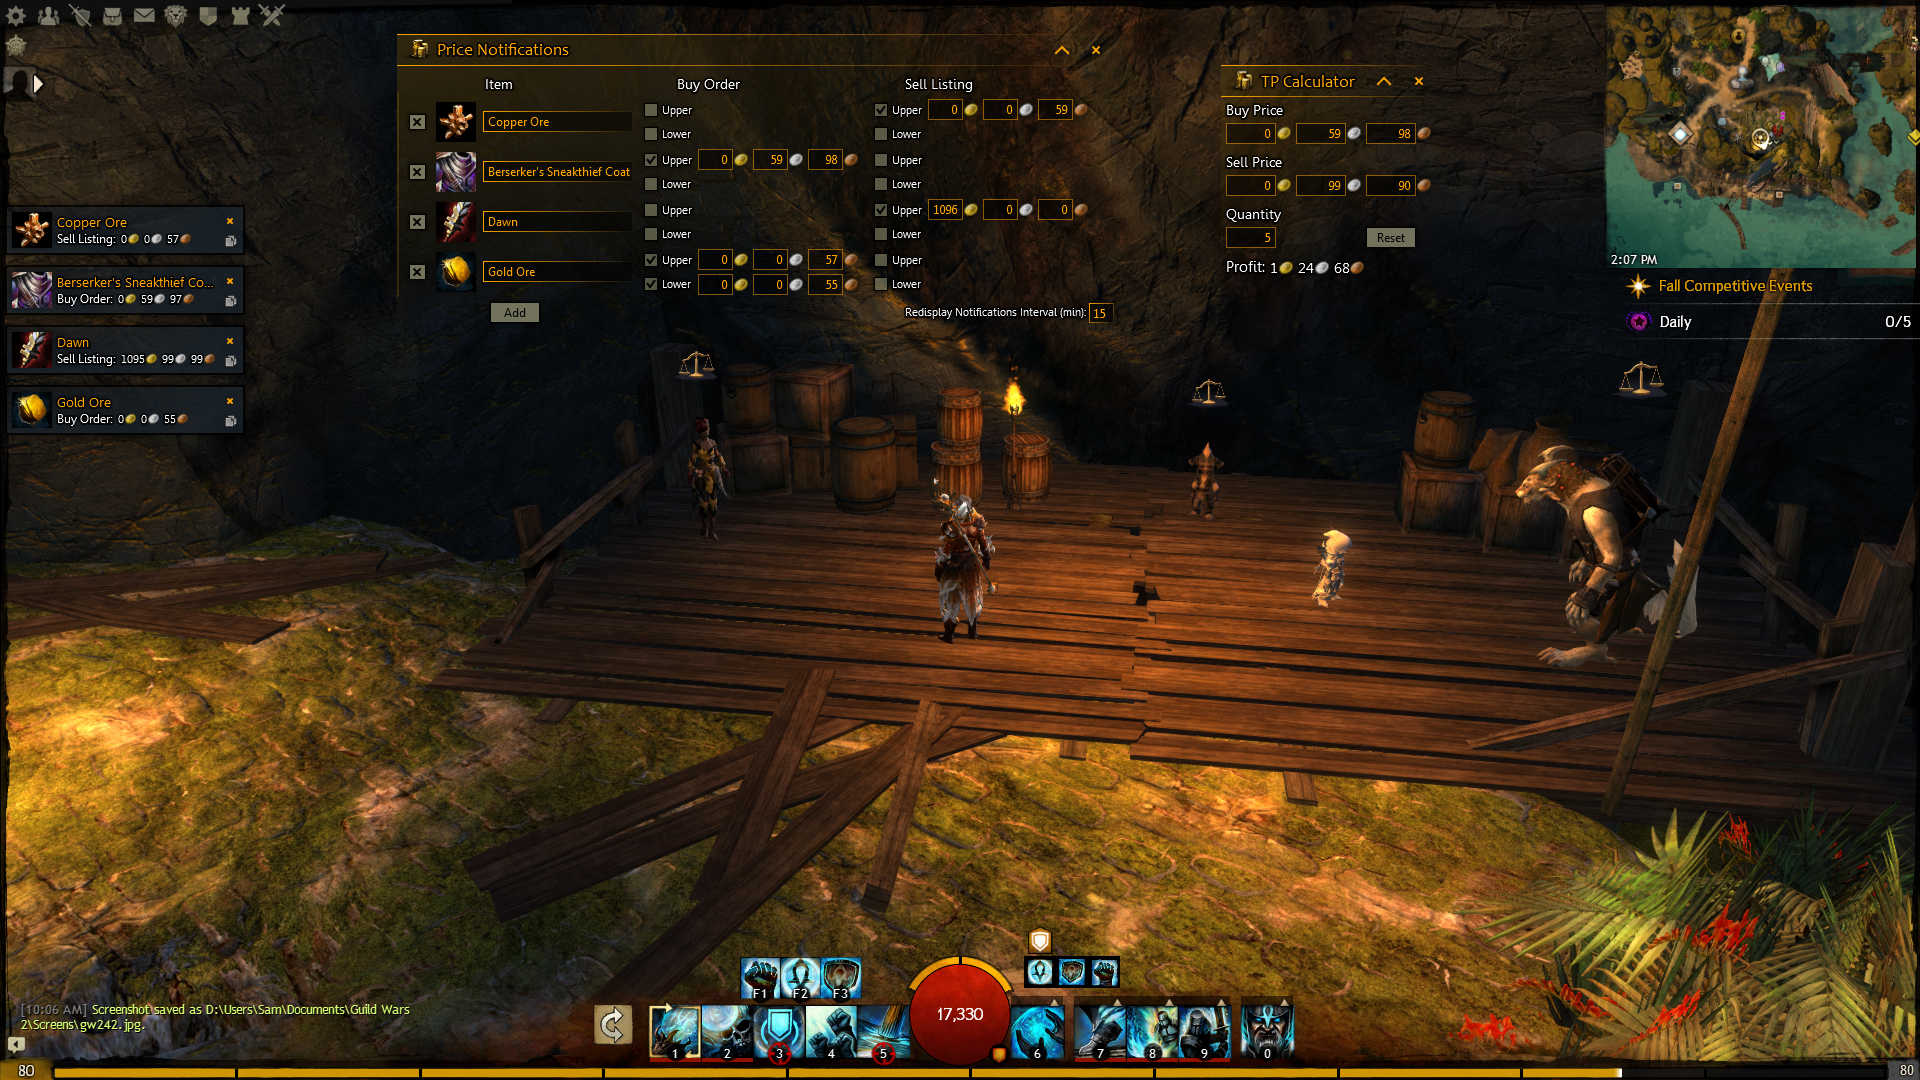 Price Notifications
Item Buy Order Sell Listing
Copper Ore
Upper
Lower
Upper 0 0 59
Lower
Berserker's Sneakthief Coat
Upper 0 59 98
Lower
Upper
Lower
Dawn
Upper
Lower
Upper 1096 0 0
Lower
Gold Ore
Upper 0 0 57
Lower 0 0 55
Upper
Lower
Add
Redisplay Notifications Interval (min): 15
TP Calculator
Buy Price
0 59 98
Sell Price
0 99 90
Quantity
5 Reset
Profit: 1 24 68
2:07 PM
Fall Competitive Events
Daily 0/5
Copper Ore
Sell Listing: 0 0 57
Berserker's Sneakthief Co...
Buy Order: 0 59 97
Dawn
Sell Listing: 1095 99 99
Gold Ore
Buy Order: 0 0 55
[10:06 AM] Screenshot saved as D:\Users\Sam\Documents\Guild Wars
2\Screens\gw242.jpg.
F1 F2 F3
17,330
1 2 3 4 5 6 7 8 9 0
80 80